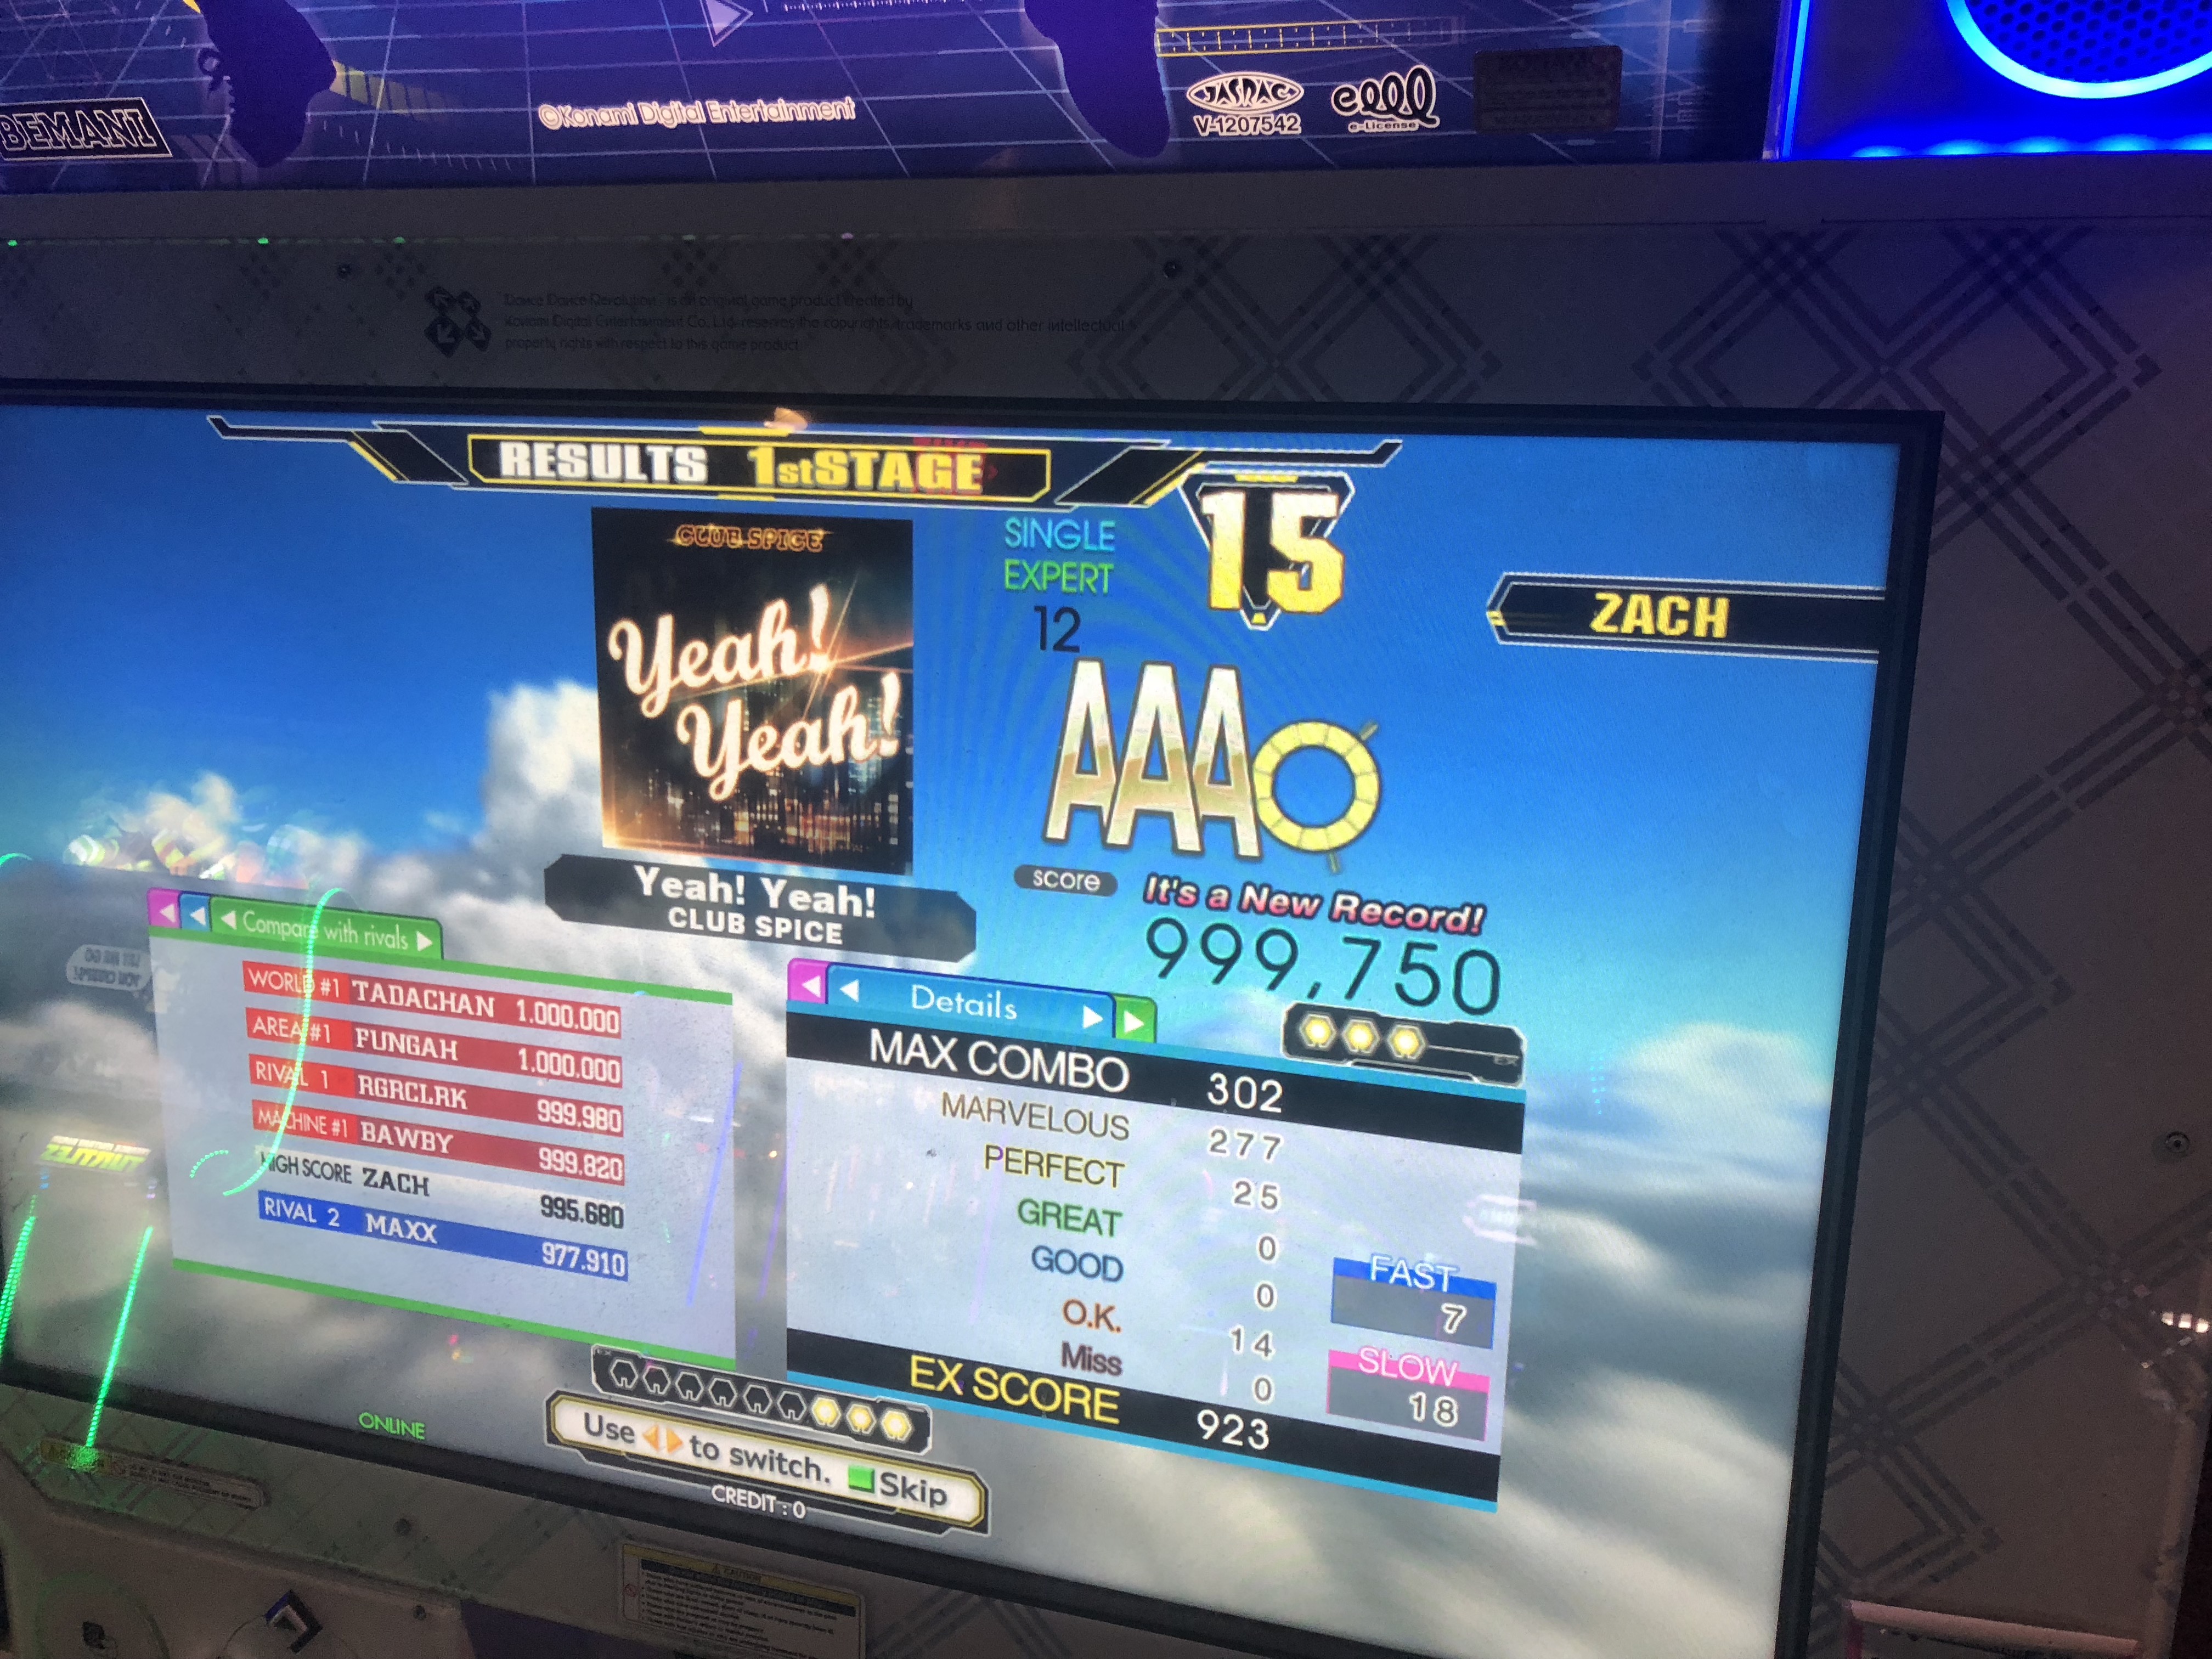 BEMANI
©Konami Digital Entertainment
JASRAC
V-1207542
e-License
Dance Dance Revolution™ is an original game product created by
Konami Digital Entertainment Co., Ltd. reserves the copyrights, trademarks and other intellectual
property rights with respect to this game product.
RESULTS 1st STAGE
15
CLUB SPICE
Yeah!
Yeah!
SINGLE
EXPERT
12
ZACH
AAA
Yeah! Yeah!
CLUB SPICE
score
It's a New Record!
999,750
Compare with rivals
WORLD #1 TADACHAN 1.000.000
AREA #1 FUNGAH 1.000.000
RIVAL 1 RGRCLRK 999.980
MACHINE #1 BAWBY 999.820
HIGH SCORE ZACH 995.680
RIVAL 2 MAXX 977.910
Details
EX
MAX COMBO 302
MARVELOUS 277
PERFECT 25
GREAT 0
GOOD 0
O.K. 14
Miss 0
EX SCORE 923
FAST
7
SLOW
18
EX
Use to switch. Skip
ONLINE
CREDIT : 0
CAUTION